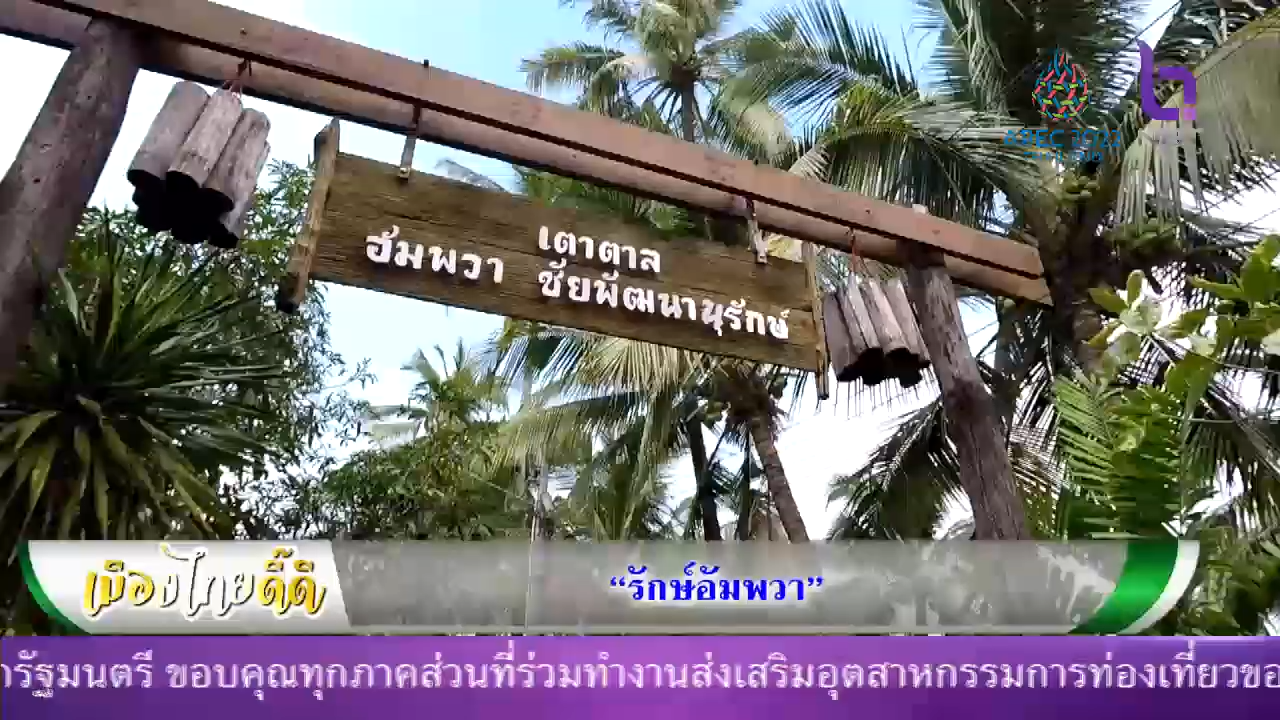 APEC 2022
THAILAND
เตาตาล
อัมพวา ชัยพัฒนานุรักษ์
เมืองไทยดี๊ดี
“รักษ์อัมพวา”
รัฐมนตรี ขอบคุณทุกภาคส่วนที่ร่วมทำงานส่งเสริมอุตสาหกรรมการท่องเที่ยวขอ